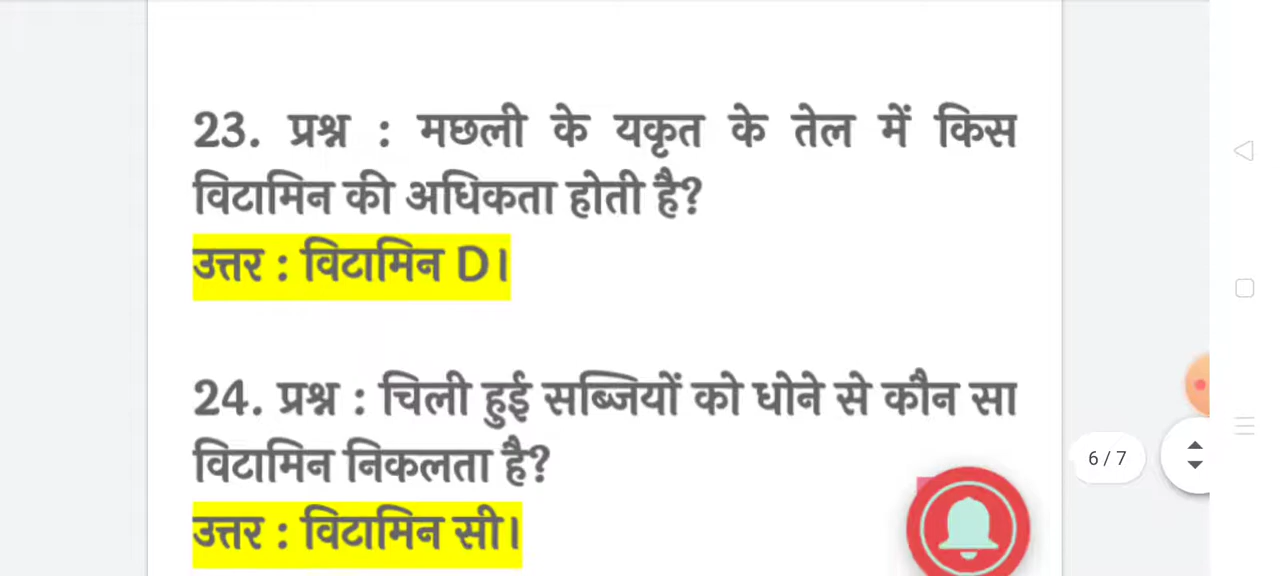 23. प्रश्न : मछली के यकृत के तेल में किस
विटामिन की अधिकता होती है?
उत्तर : विटामिन D।
24. प्रश्न : चिली हुई सब्जियों को धोने से कौन सा
विटामिन निकलता है?
6 / 7
उत्तर : विटामिन सी।